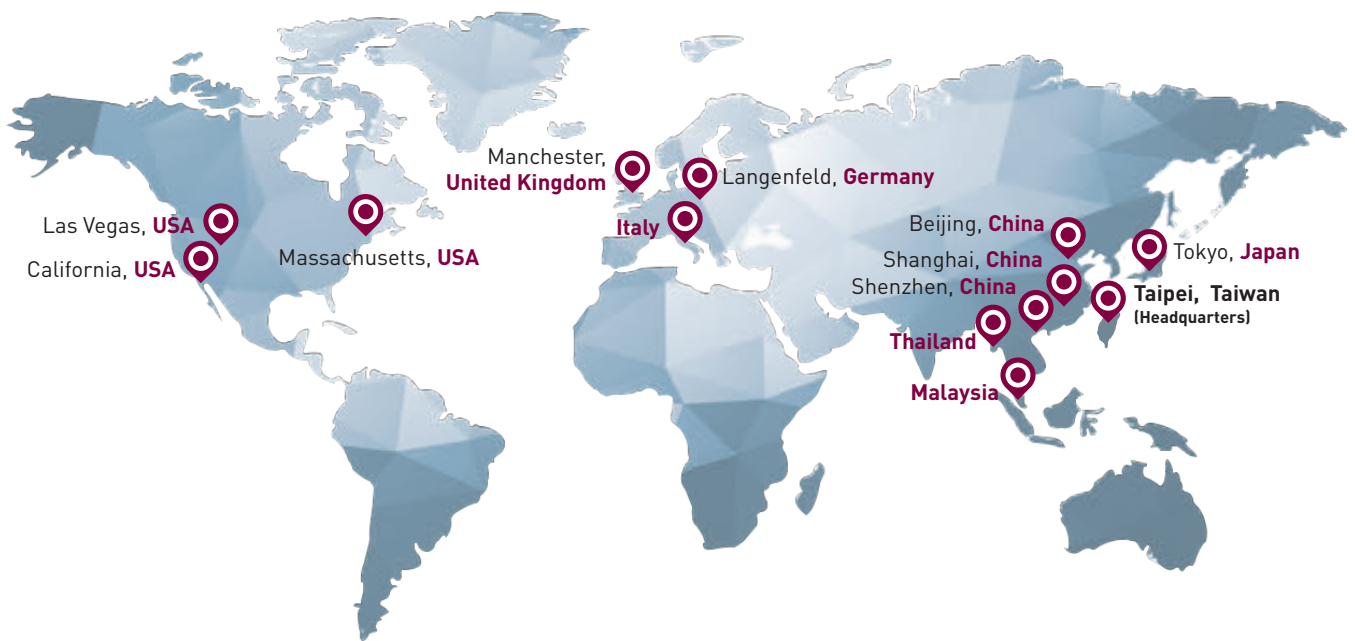 Manchester,
United Kingdom
Langenfeld, Germany
Las Vegas, USA
California, USA
Massachusetts, USA
Italy
Beijing, China
Shanghai, China
Shenzhen, China
Tokyo, Japan
Taipei, Taiwan
(Headquarters)
Thailand
Malaysia